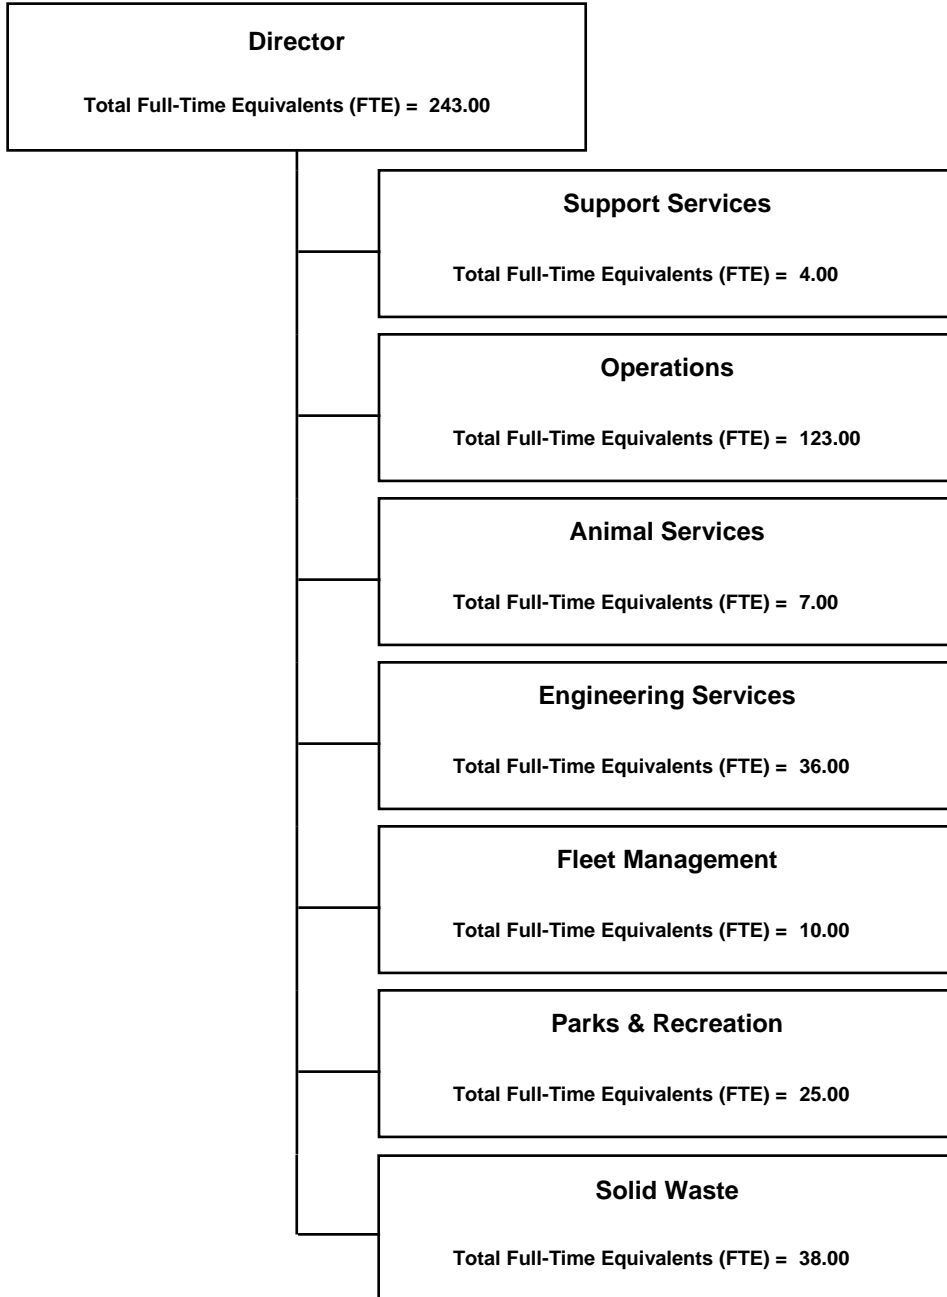 Director
Total Full-Time Equivalents (FTE) = 243.00
Support Services
Total Full-Time Equivalents (FTE) = 4.00
Operations
Total Full-Time Equivalents (FTE) = 123.00
Animal Services
Total Full-Time Equivalents (FTE) = 7.00
Engineering Services
Total Full-Time Equivalents (FTE) = 36.00
Fleet Management
Total Full-Time Equivalents (FTE) = 10.00
Parks & Recreation
Total Full-Time Equivalents (FTE) = 25.00
Solid Waste
Total Full-Time Equivalents (FTE) = 38.00